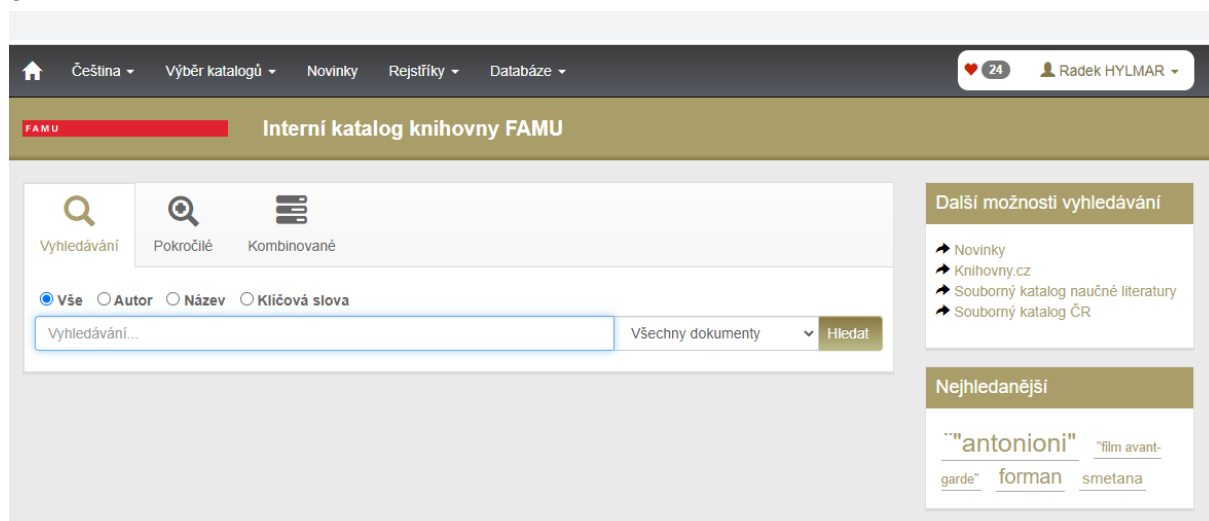 Čeština Výběr katalogů Novinky Rejstříky Databáze 24 Radek HYLMAR
FAMU Interní katalog knihovny FAMU
Vyhledávání Pokročilé Kombinované
Vše Autor Název Klíčová slova
Vyhledávání... Všechny dokumenty Hledat
Další možnosti vyhledávání
Novinky
Knihovny.cz
Souborný katalog naučné literatury
Souborný katalog ČR
Nejhledanější
¨"antonioni" "film avant-
garde" forman smetana